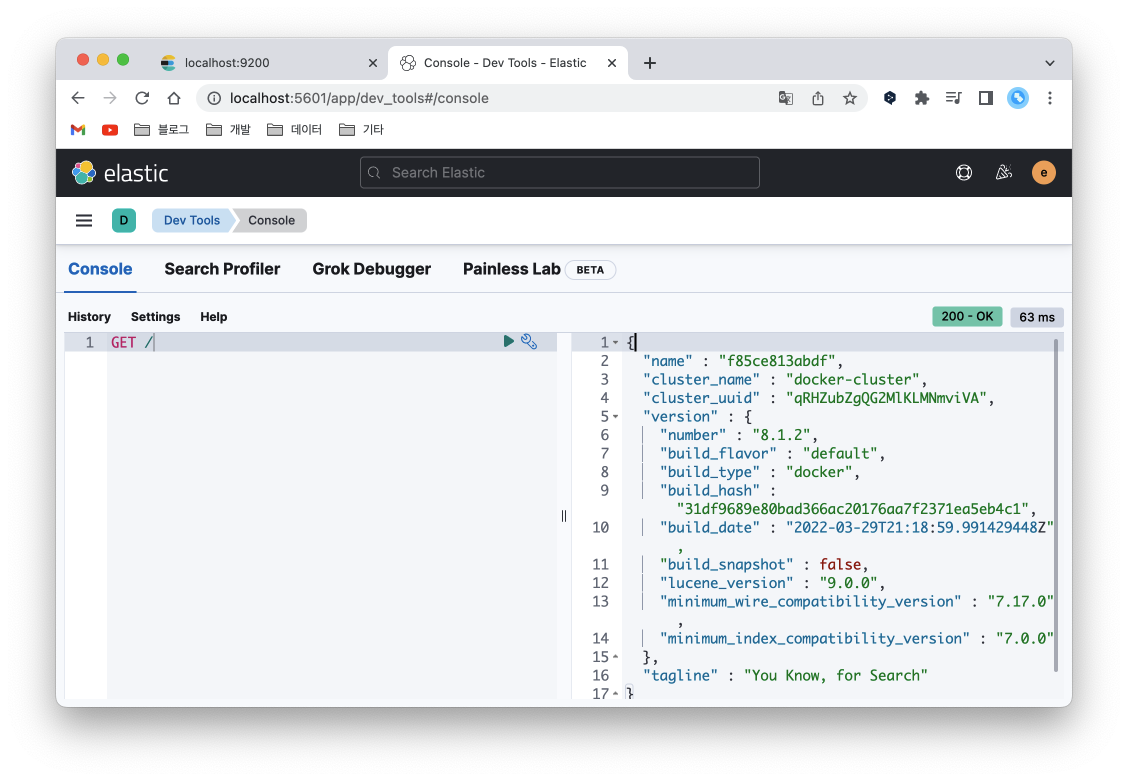 localhost:9200
Console - Dev Tools - Elastic
localhost:5601/app/dev_tools#/console
블로그 개발 데이터 기타
elastic
Search Elastic
e
D
Dev Tools
Console
Console Search Profiler Grok Debugger Painless Lab BETA
History Settings Help
200 - OK 63 ms
1 GET /
1 {
2 "name" : "f85ce813abdf",
3 "cluster_name" : "docker-cluster",
4 "cluster_uuid" : "qRHZubZgQG2MlKLMNmviVA",
5 "version" : {
6 "number" : "8.1.2",
7 "build_flavor" : "default",
8 "build_type" : "docker",
9 "build_hash" :
"31df9689e80bad366ac20176aa7f2371ea5eb4c1",
10 "build_date" : "2022-03-29T21:18:59.991429448Z"
,
11 "build_snapshot" : false,
12 "lucene_version" : "9.0.0",
13 "minimum_wire_compatibility_version" : "7.17.0"
,
14 "minimum_index_compatibility_version" : "7.0.0"
15 },
16 "tagline" : "You Know, for Search"
17 }